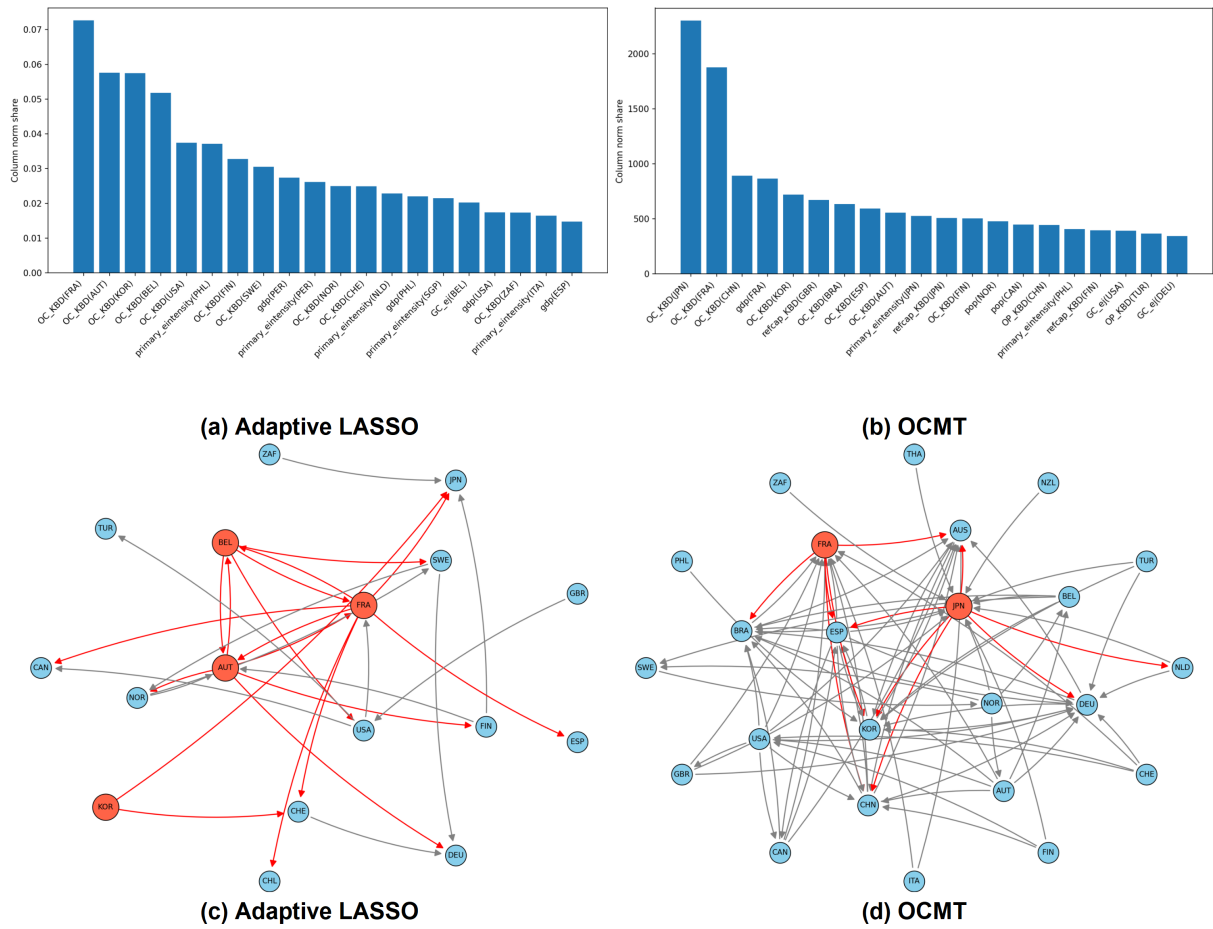 0.07
0.06
0.05
0.04
0.03
0.02
0.01
0.00
Column norm share
OC_KBD(FRA)
OC_KBD(AUT)
OC_KBD(KOR)
OC_KBD(BEL)
OC_KBD(USA)
primary_eintensity(PHL)
OC_KBD(FIN)
OC_KBD(SWE)
gdp(PER)
primary_eintensity(PER)
OC_KBD(NOR)
OC_KBD(CHE)
primary_eintensity(NLD)
gdp(PHL)
primary_eintensity(SGP)
GC_ej(BEL)
gdp(USA)
OC_KBD(ZAF)
primary_eintensity(ITA)
gdp(ESP)
2000
1500
1000
500
0
Column norm share
OC_KBD(JPN)
OC_KBD(FRA)
OC_KBD(CHN)
gdp(FRA)
OC_KBD(KOR)
refcap_KBD(GBR)
OC_KBD(BRA)
OC_KBD(ESP)
OC_KBD(AUT)
primary_eintensity(JPN)
refcap_KBD(JPN)
OC_KBD(FIN)
pop(NOR)
pop(CAN)
OP_KBD(CHN)
primary_eintensity(PHL)
refcap_KBD(FIN)
GC_ej(USA)
OP_KBD(TUR)
GC_ej(DEU)
(a) Adaptive LASSO
(b) OCMT
ZAF
JPN
TUR
BEL
SWE
GBR
FRA
CAN
AUT
NOR
USA
FIN
ESP
KOR
CHE
DEU
CHL
THA
ZAF
NZL
AUS
FRA
PHL
TUR
BEL
JPN
BRA
ESP
SWE
NLD
NOR
DEU
KOR
USA
GBR
CHE
AUT
CHN
CAN
FIN
ITA
(c) Adaptive LASSO
(d) OCMT